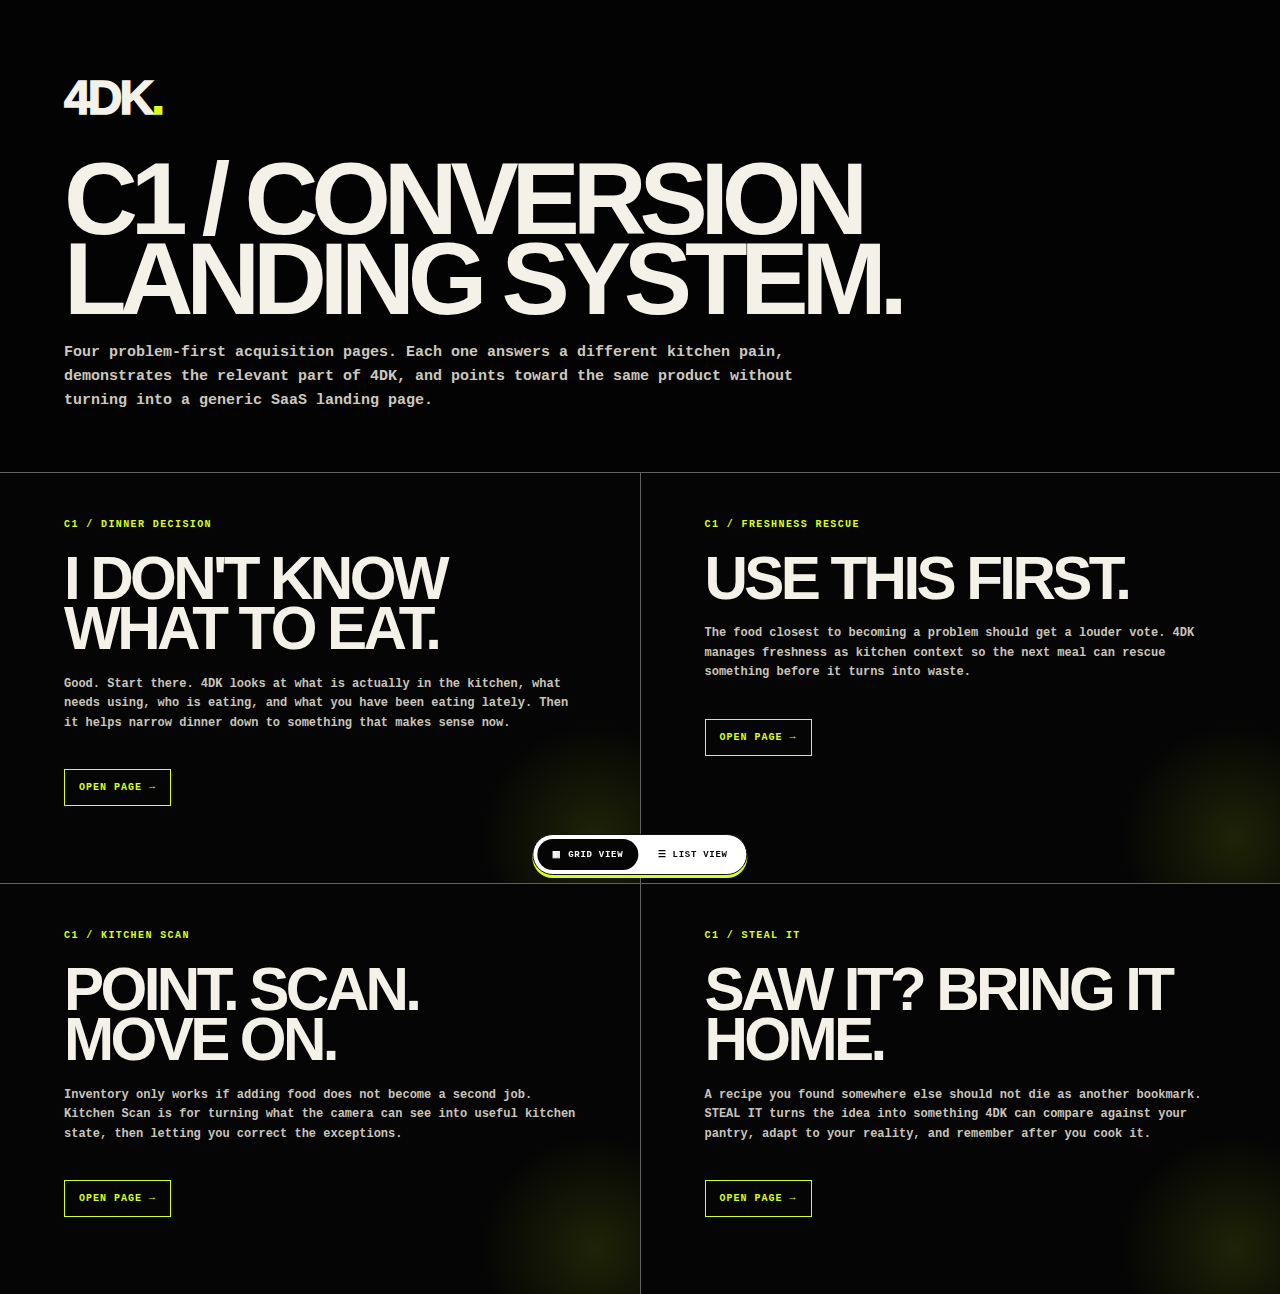 4DK.
C1 / CONVERSION
LANDING SYSTEM.
Four problem-first acquisition pages. Each one answers a different kitchen pain,
demonstrates the relevant part of 4DK, and points toward the same product without
turning into a generic SaaS landing page.
C1 / DINNER DECISION
I DON'T KNOW
WHAT TO EAT.
Good. Start there. 4DK looks at what is actually in the kitchen, what
needs using, who is eating, and what you have been eating lately. Then
it helps narrow dinner down to something that makes sense now.
OPEN PAGE →
C1 / FRESHNESS RESCUE
USE THIS FIRST.
The food closest to becoming a problem should get a louder vote. 4DK
manages freshness as kitchen context so the next meal can rescue
something before it turns into waste.
OPEN PAGE →
▦ GRID VIEW
☰ LIST VIEW
C1 / KITCHEN SCAN
POINT. SCAN.
MOVE ON.
Inventory only works if adding food does not become a second job.
Kitchen Scan is for turning what the camera can see into useful kitchen
state, then letting you correct the exceptions.
OPEN PAGE →
C1 / STEAL IT
SAW IT? BRING IT
HOME.
A recipe you found somewhere else should not die as another bookmark.
STEAL IT turns the idea into something 4DK can compare against your
pantry, adapt to your reality, and remember after you cook it.
OPEN PAGE →